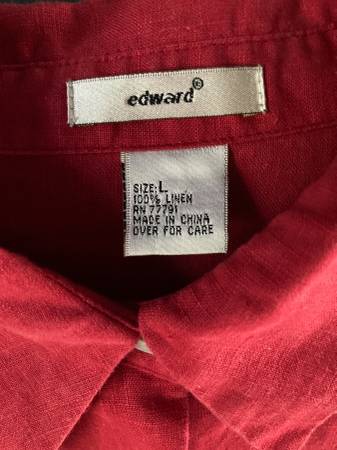 edward®
SIZE: L
100% LINEN
RN 77791
MADE IN CHINA
OVER FOR CARE